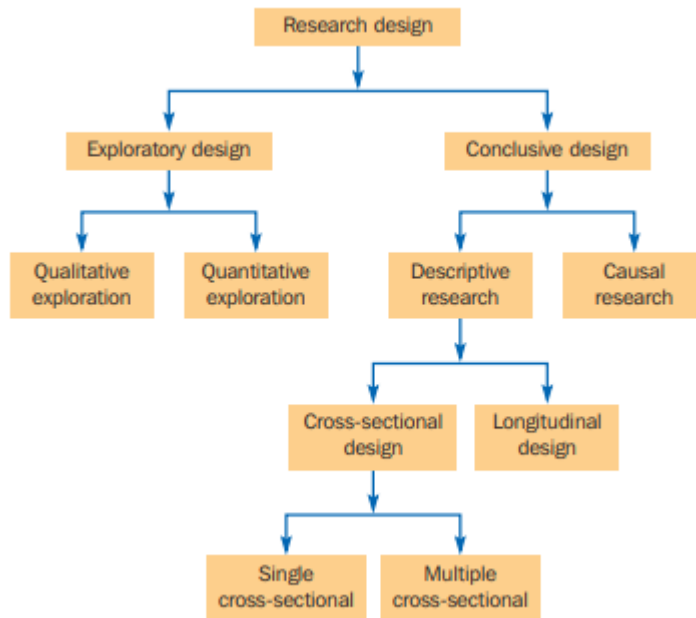 Research design
Exploratory design
Conclusive design
Qualitative
exploration
Quantitative
exploration
Descriptive
research
Causal
research
Cross-sectional
design
Longitudinal
design
Single
cross-sectional
Multiple
cross-sectional